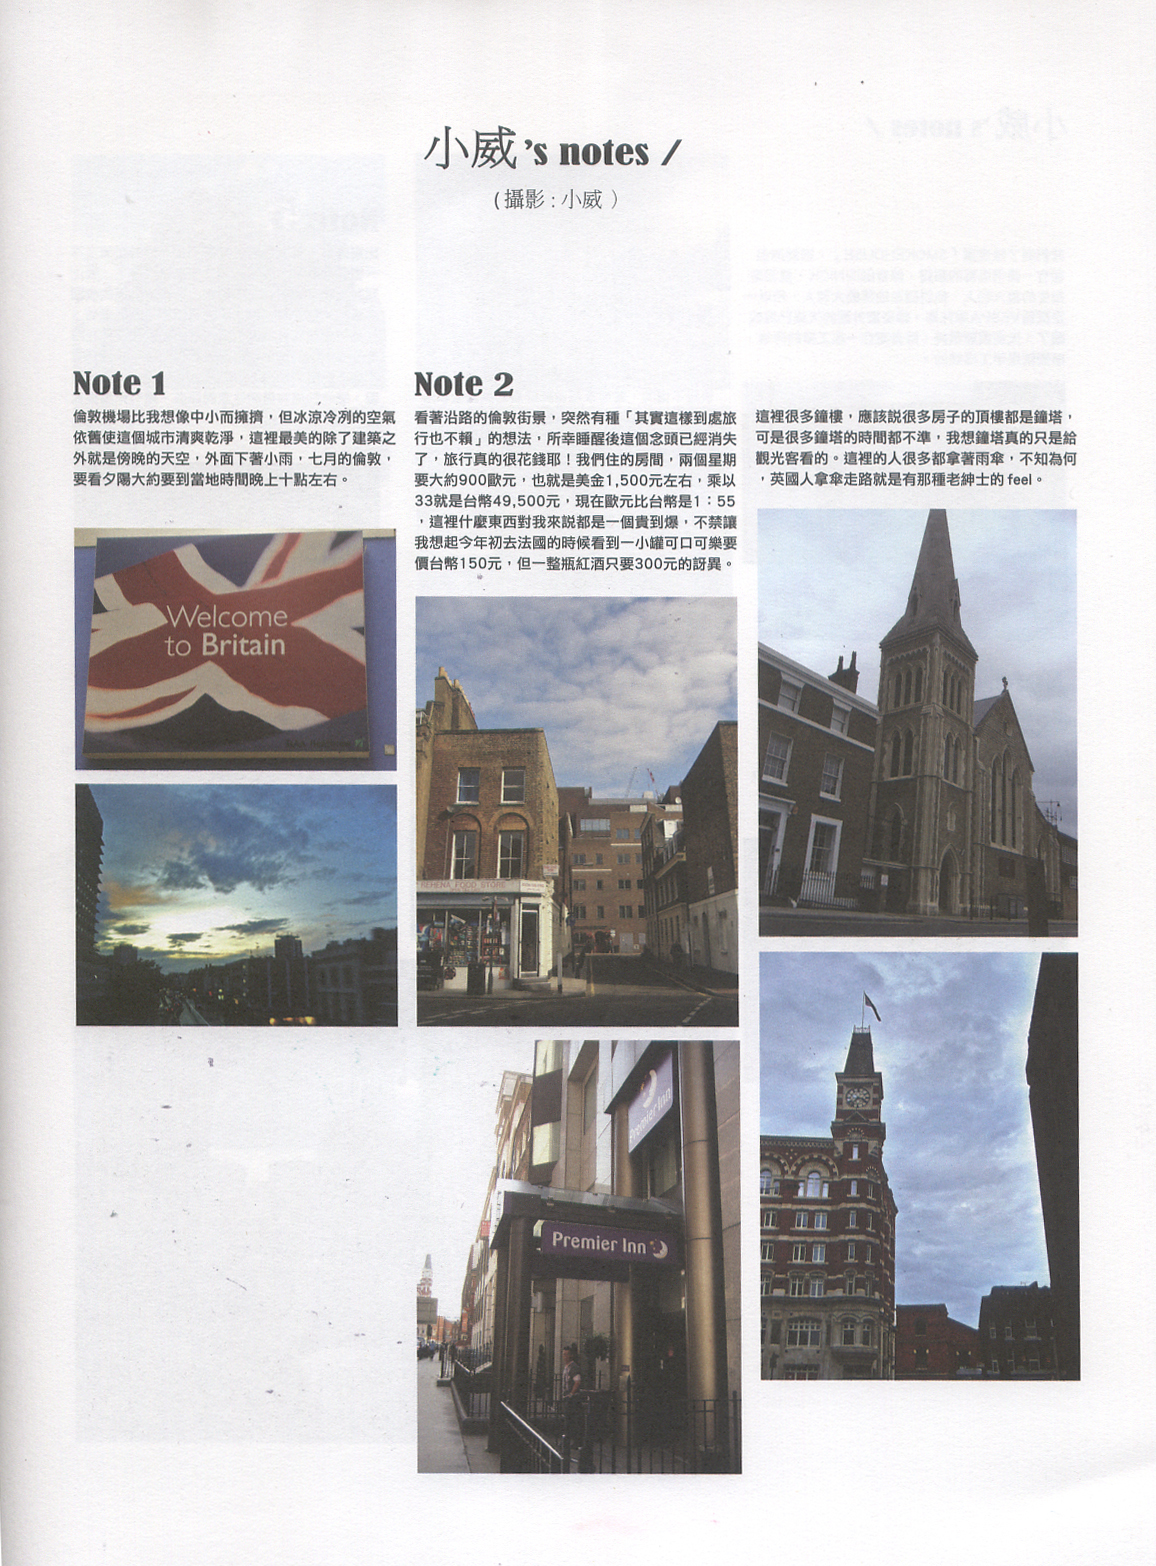 小威's notes /
(攝影:小威)
Note 1
倫敦機場比我想像中小而擁擠,但冰涼冷冽的空氣
依舊使這個城市清爽乾淨,這裡最美的除了建築之
外就是傍晚的天空,外面下著小雨,七月的倫敦,
要看夕陽大約要到當地時間晚上十點左右。
Welcome
to Britain
Note 2
看著沿路的倫敦街景,突然有種「其實這樣到處旅
行也不賴」的想法,所幸睡醒後這個念頭已經消失
了,旅行真的很花錢耶!我們住的房間,兩個星期
要大約900歐元,也就是美金1,500元左右,乘以
33就是台幣49,500元,現在歐元比台幣是1:55
,這裡什麼東西對我來說都是一個貴到爆,不禁讓
我想起今年初去法國的時候看到一小罐可口可樂要
價台幣150元,但一整瓶紅酒只要300元的訝異。
REHENA FOOD STORE
Premier Inn
Premier Inn
這裡很多鐘樓,應該說很多房子的頂樓都是鐘塔,
可是很多鐘塔的時間都不準,我想鐘塔真的只是給
觀光客看的。這裡的人很多都拿著雨傘,不知為何
,英國人拿傘走路就是有那種老紳士的 feel。